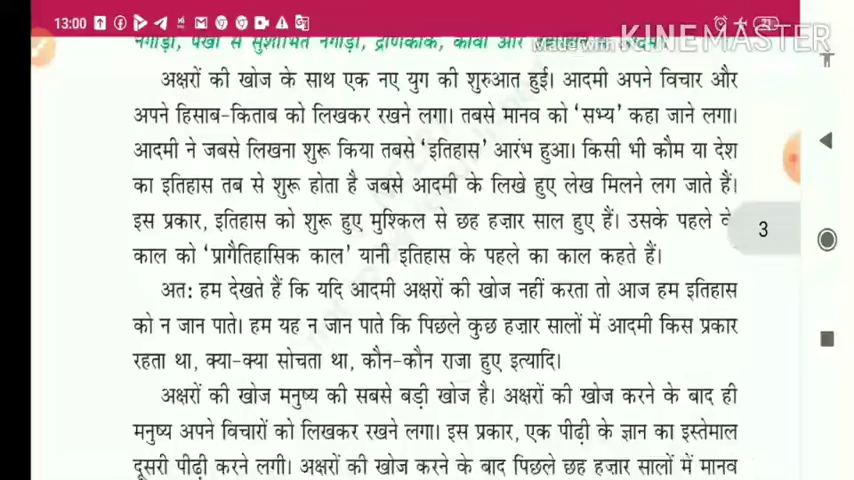 13:00
Made with KINEMASTER
अक्षरों की खोज के साथ एक नए युग की शुरुआत हुई। आदमी अपने विचार और
अपने हिसाब-किताब को लिखकर रखने लगा। तबसे मानव को ‘सभ्य’ कहा जाने लगा।
आदमी ने जबसे लिखना शुरू किया तबसे ‘इतिहास’ आरंभ हुआ। किसी भी कौम या देश
का इतिहास तब से शुरू होता है जबसे आदमी के लिखे हुए लेख मिलने लग जाते हैं।
इस प्रकार, इतिहास को शुरू हुए मुश्किल से छह हज़ार साल हुए हैं। उसके पहले के
3
काल को ‘प्रागैतिहासिक काल’ यानी इतिहास के पहले का काल कहते हैं।
अतः हम देखते हैं कि यदि आदमी अक्षरों की खोज नहीं करता तो आज हम इतिहास
को न जान पाते। हम यह न जान पाते कि पिछले कुछ हज़ार सालों में आदमी किस प्रकार
रहता था, क्या-क्या सोचता था, कौन-कौन राजा हुए इत्यादि।
अक्षरों की खोज मनुष्य की सबसे बड़ी खोज है। अक्षरों की खोज करने के बाद ही
मनुष्य अपने विचारों को लिखकर रखने लगा। इस प्रकार, एक पीढ़ी के ज्ञान का इस्तेमाल
दूसरी पीढ़ी करने लगी। अक्षरों की खोज करने के बाद पिछले छह हज़ार सालों में मानव